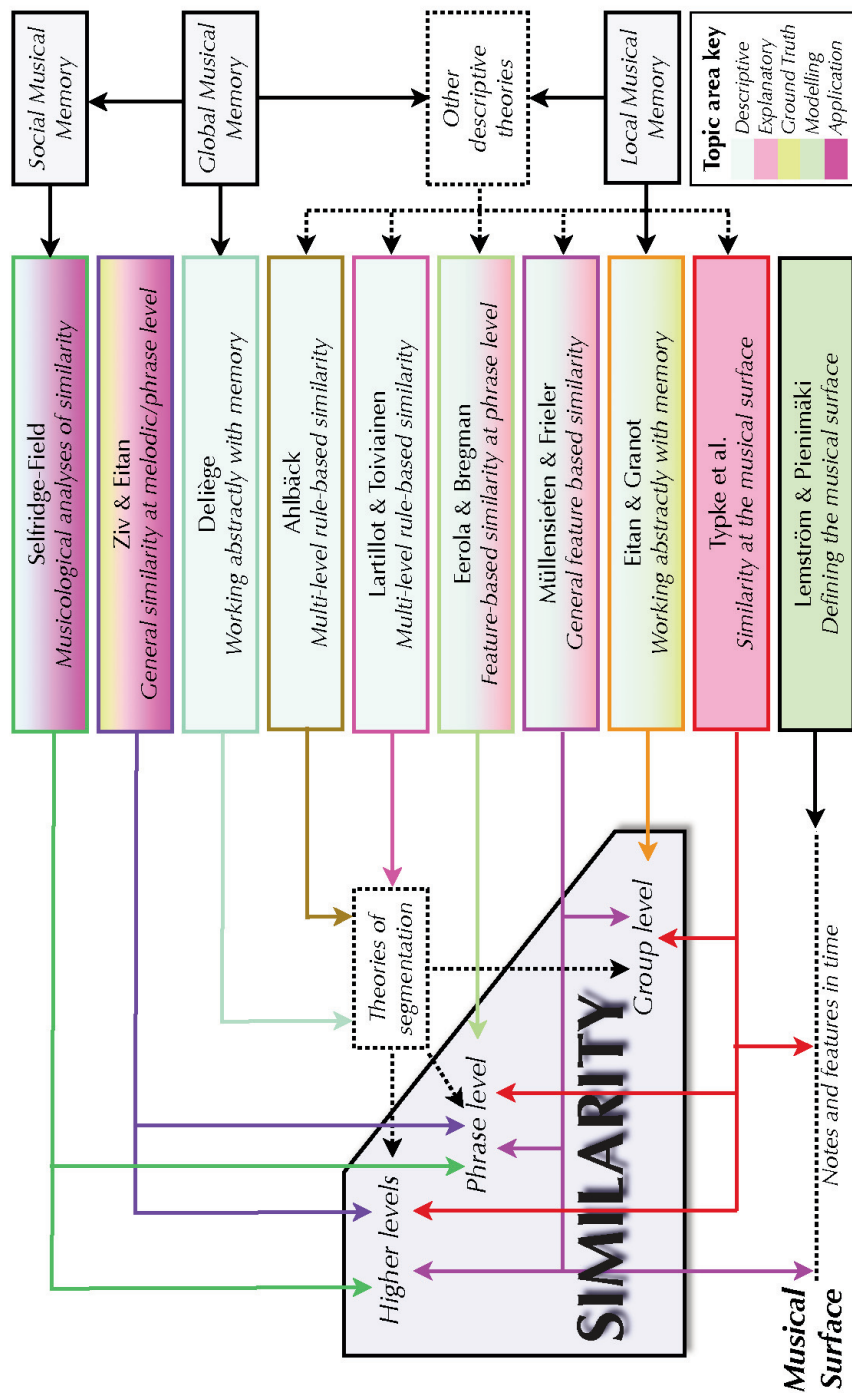 Social Musical
Memory
Global Musical
Memory
Other
descriptive
theories
Local Musical
Memory
Topic area key
Descriptive
Explanatory
Ground Truth
Modelling
Application
Selfridge-Field
Musicological analyses of similarity
Ziv & Eitan
General similarity at melodic/phrase level
Deliège
Working abstractly with memory
Ahlbäck
Multi-level rule-based similarity
Lartillot & Toiviainen
Multi-level rule-based similarity
Eerola & Bregman
Feature-based similarity at phrase level
Müllensiefen & Frieler
General feature based similarity
Eitan & Granot
Working abstractly with memory
Typke et al.
Similarity at the musical surface
Lemström & Pienimäki
Defining the musical surface
Theories of
segmentation
Higher levels
Phrase level
Group level
SIMILARITY
Musical
Surface
Notes and features in time